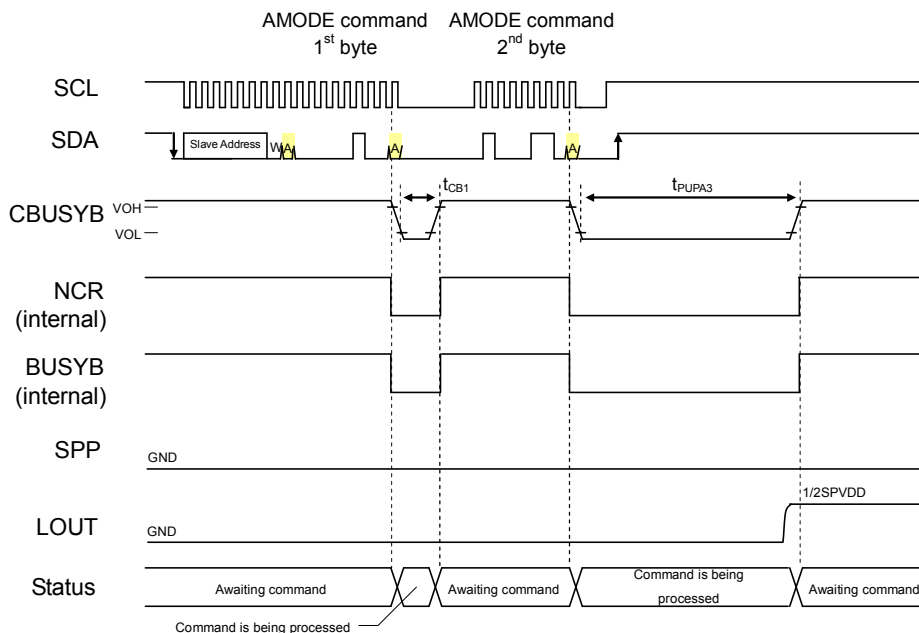 AMODE command
1st byte
AMODE command
2nd byte
SCL
SDA
Slave Address
W
A
A
A
tCB1
tPUPA3
CBUSYB
VOH
VOL
NCR
(internal)
BUSYB
(internal)
SPP
GND
LOUT
GND
1/2SPVDD
Status
Awaiting command
Awaiting command
Command is being
processed
Awaiting command
Command is being processed